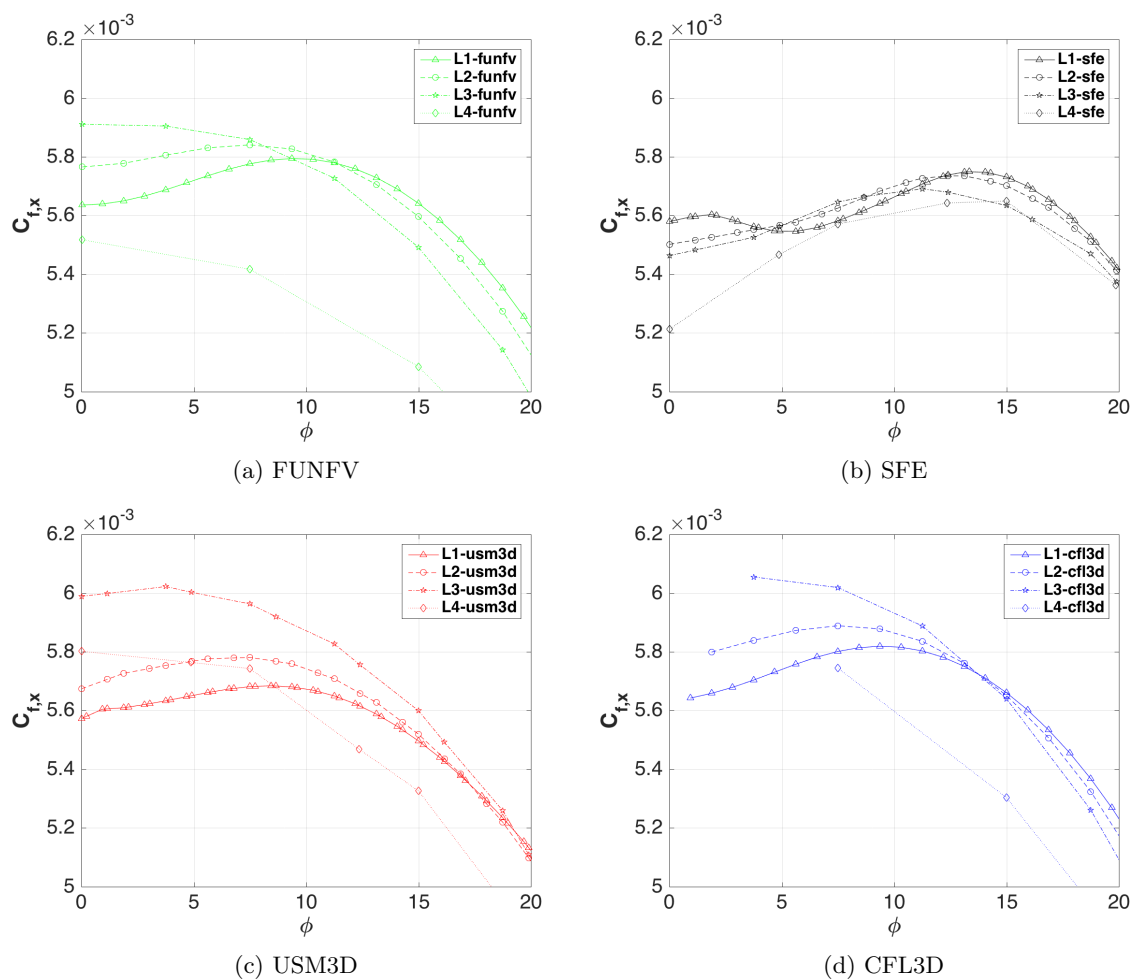 ×10⁻³
6.2
6
5.8
5.6
5.4
5.2
5
C_f,x
0 5 10 15 20
ϕ
L1-funfv
L2-funfv
L3-funfv
L4-funfv
(a) FUNFV
×10⁻³
6.2
6
5.8
5.6
5.4
5.2
5
C_f,x
0 5 10 15 20
ϕ
L1-sfe
L2-sfe
L3-sfe
L4-sfe
(b) SFE
×10⁻³
6.2
6
5.8
5.6
5.4
5.2
5
C_f,x
0 5 10 15 20
ϕ
L1-usm3d
L2-usm3d
L3-usm3d
L4-usm3d
(c) USM3D
×10⁻³
6.2
6
5.8
5.6
5.4
5.2
5
C_f,x
0 5 10 15 20
ϕ
L1-cfl3d
L2-cfl3d
L3-cfl3d
L4-cfl3d
(d) CFL3D